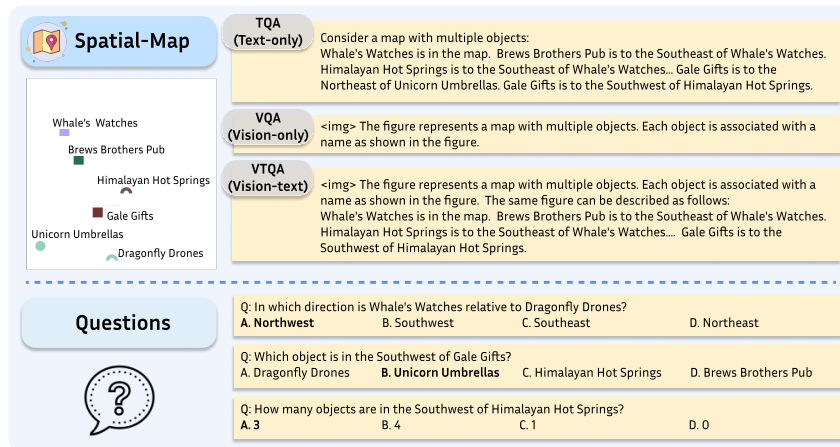 Spatial-Map
Whale's Watches
Brews Brothers Pub
Himalayan Hot Springs
Gale Gifts
Unicorn Umbrellas
Dragonfly Drones
TQA
(Text-only)
Consider a map with multiple objects:
Whale's Watches is in the map. Brews Brothers Pub is to the Southeast of Whale's Watches.
Himalayan Hot Springs is to the Southeast of Whale's Watches... Gale Gifts is to the
Northeast of Unicorn Umbrellas. Gale Gifts is to the Southwest of Himalayan Hot Springs.
VQA
(Vision-only)
<img> The figure represents a map with multiple objects. Each object is associated with a
name as shown in the figure.
VTQA
(Vision-text)
<img> The figure represents a map with multiple objects. Each object is associated with a
name as shown in the figure. The same figure can be described as follows:
Whale's Watches is in the map. Brews Brothers Pub is to the Southeast of Whale's Watches.
Himalayan Hot Springs is to the Southeast of Whale's Watches.... Gale Gifts is to the
Southwest of Himalayan Hot Springs.
Questions
Q: In which direction is Whale's Watches relative to Dragonfly Drones?
A. Northwest B. Southwest C. Southeast D. Northeast
Q: Which object is in the Southwest of Gale Gifts?
A. Dragonfly Drones B. Unicorn Umbrellas C. Himalayan Hot Springs D. Brews Brothers Pub
Q: How many objects are in the Southwest of Himalayan Hot Springs?
A. 3 B. 4 C. 1 D. 0